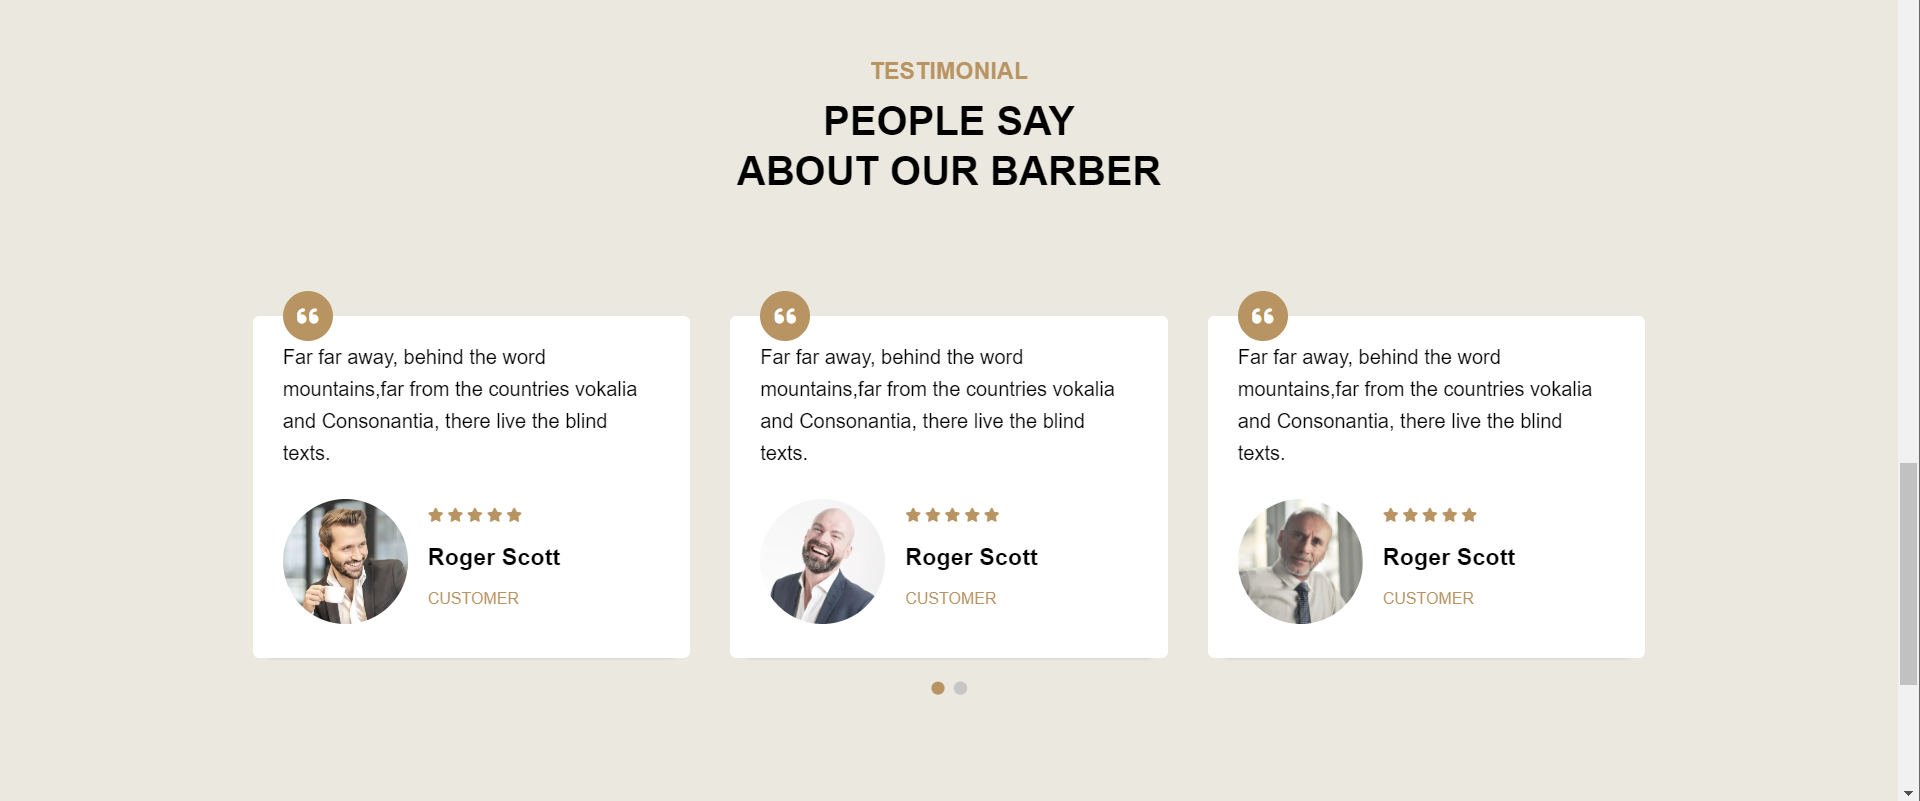 TESTIMONIAL
PEOPLE SAY
ABOUT OUR BARBER
Far far away, behind the word
mountains,far from the countries vokalia
and Consonantia, there live the blind
texts.
Roger Scott
CUSTOMER
Far far away, behind the word
mountains,far from the countries vokalia
and Consonantia, there live the blind
texts.
Roger Scott
CUSTOMER
Far far away, behind the word
mountains,far from the countries vokalia
and Consonantia, there live the blind
texts.
Roger Scott
CUSTOMER